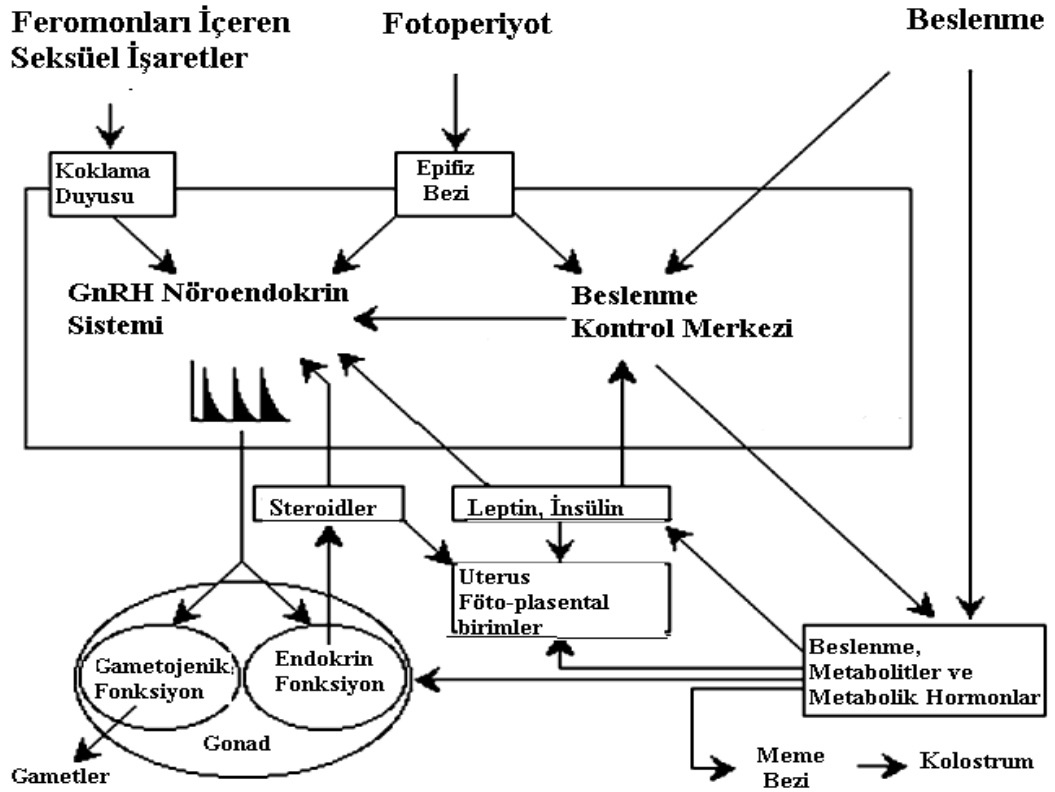 Feromonları İçeren
Seksüel İşaretler
Fotoperiyot
Beslenme
Koklama
Duyusu
Epifiz
Bezi
GnRH Nöroendokrin
Sistemi
Beslenme
Kontrol Merkezi
Steroidler
Leptin, İnsülin
Uterus
Föto-plasental
birimler
Gametojenik
Fonksiyon
Endokrin
Fonksiyon
Gonad
Gametler
Beslenme,
Metabolitler ve
Metabolik Hormonlar
Meme
Bezi
Kolostrum